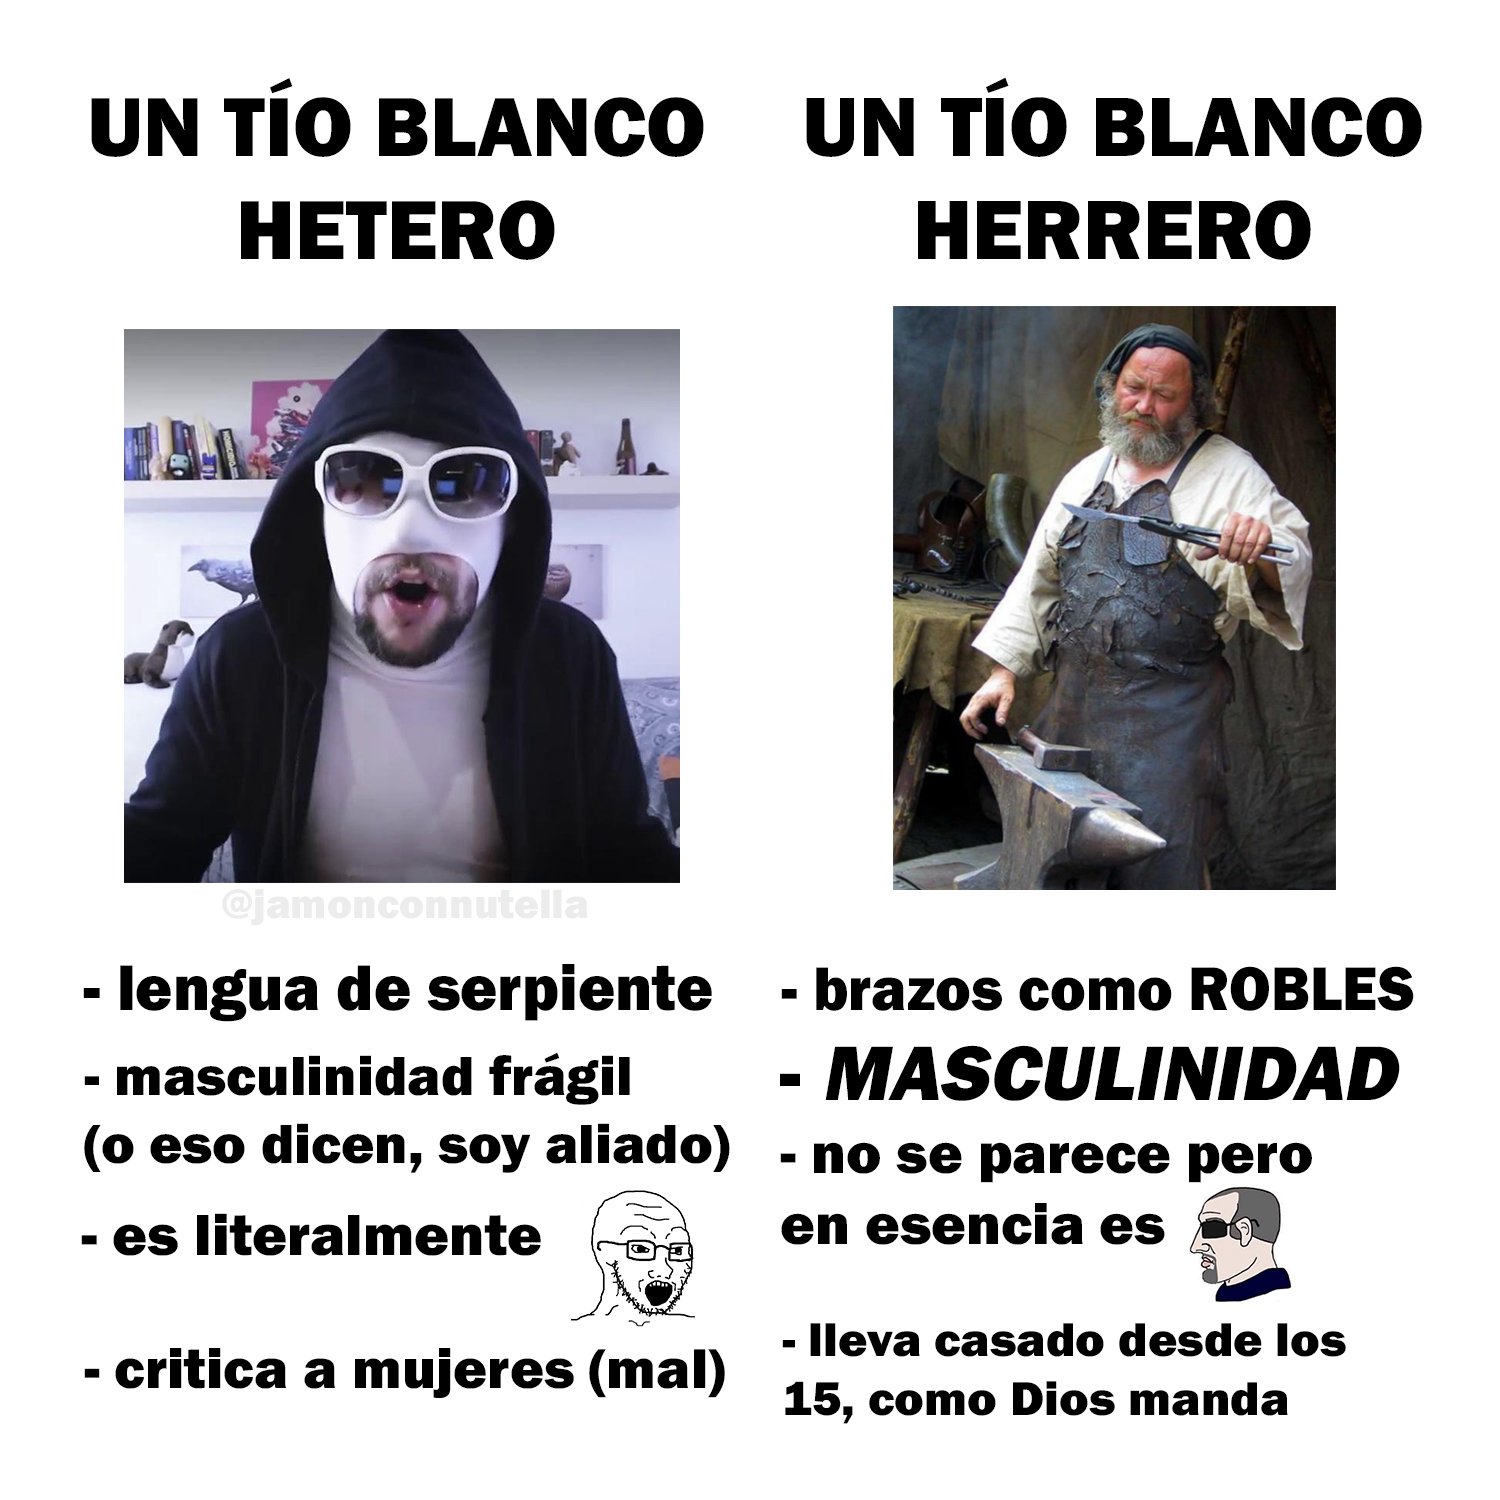 UN TÍO BLANCO
HETERO
@jamonconnutella
- lengua de serpiente
- masculinidad frágil
(o eso dicen, soy aliado)
- es literalmente
- critica a mujeres (mal)
UN TÍO BLANCO
HERRERO
- brazos como ROBLES
- MASCULINIDAD
- no se parece pero
en esencia es
- lleva casado desde los
15, como Dios manda